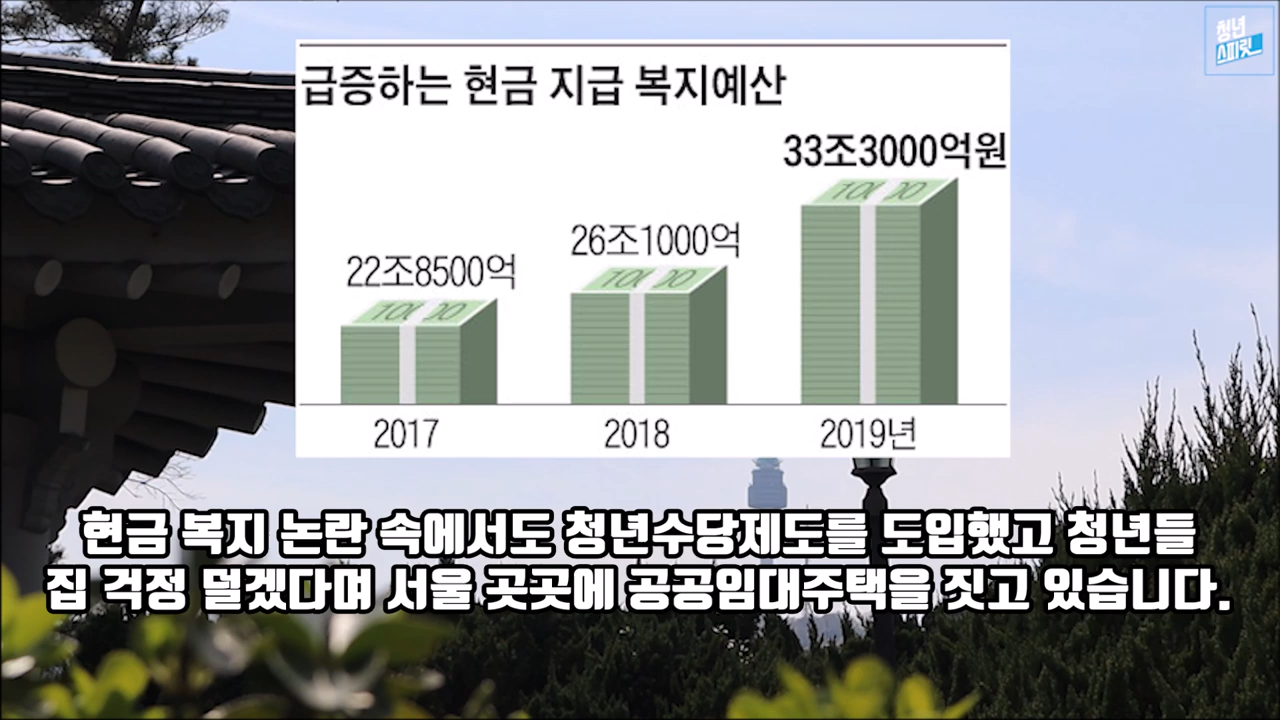 청년
스피릿
급증하는 현금 지급 복지예산
33조3000억원
26조1000억
22조8500억
10000
10000
10000
2017
2018
2019년
현금 복지 논란 속에서도 청년수당제도를 도입했고 청년들
집 걱정 덜겠다며 서울 곳곳에 공공임대주택을 짓고 있습니다.